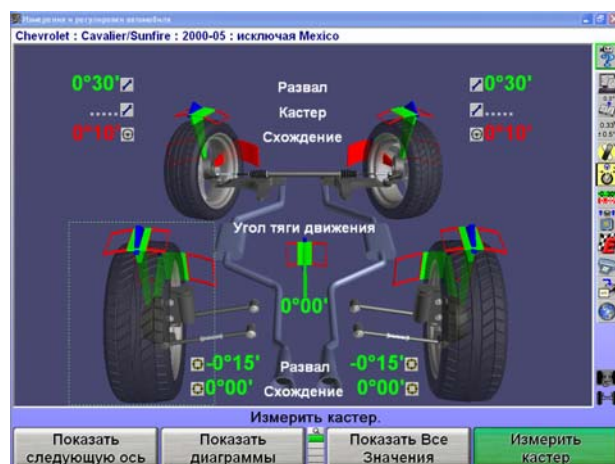 Измерения и регулировки автомобиля
Chevrolet : Cavalier/Sunfire : 2000-05 : исключая Mexico
0°30' Развал 0°30'
..... Кастер .....
0°10' Схождение 0°10'
Угол тяги движения
0°00'
-0°15' Развал -0°15'
0°00' Схождение 0°00'
Измерить кастер.
Показать следующую ось
Показать диаграммы
Показать Все Значения
Измерить кастер